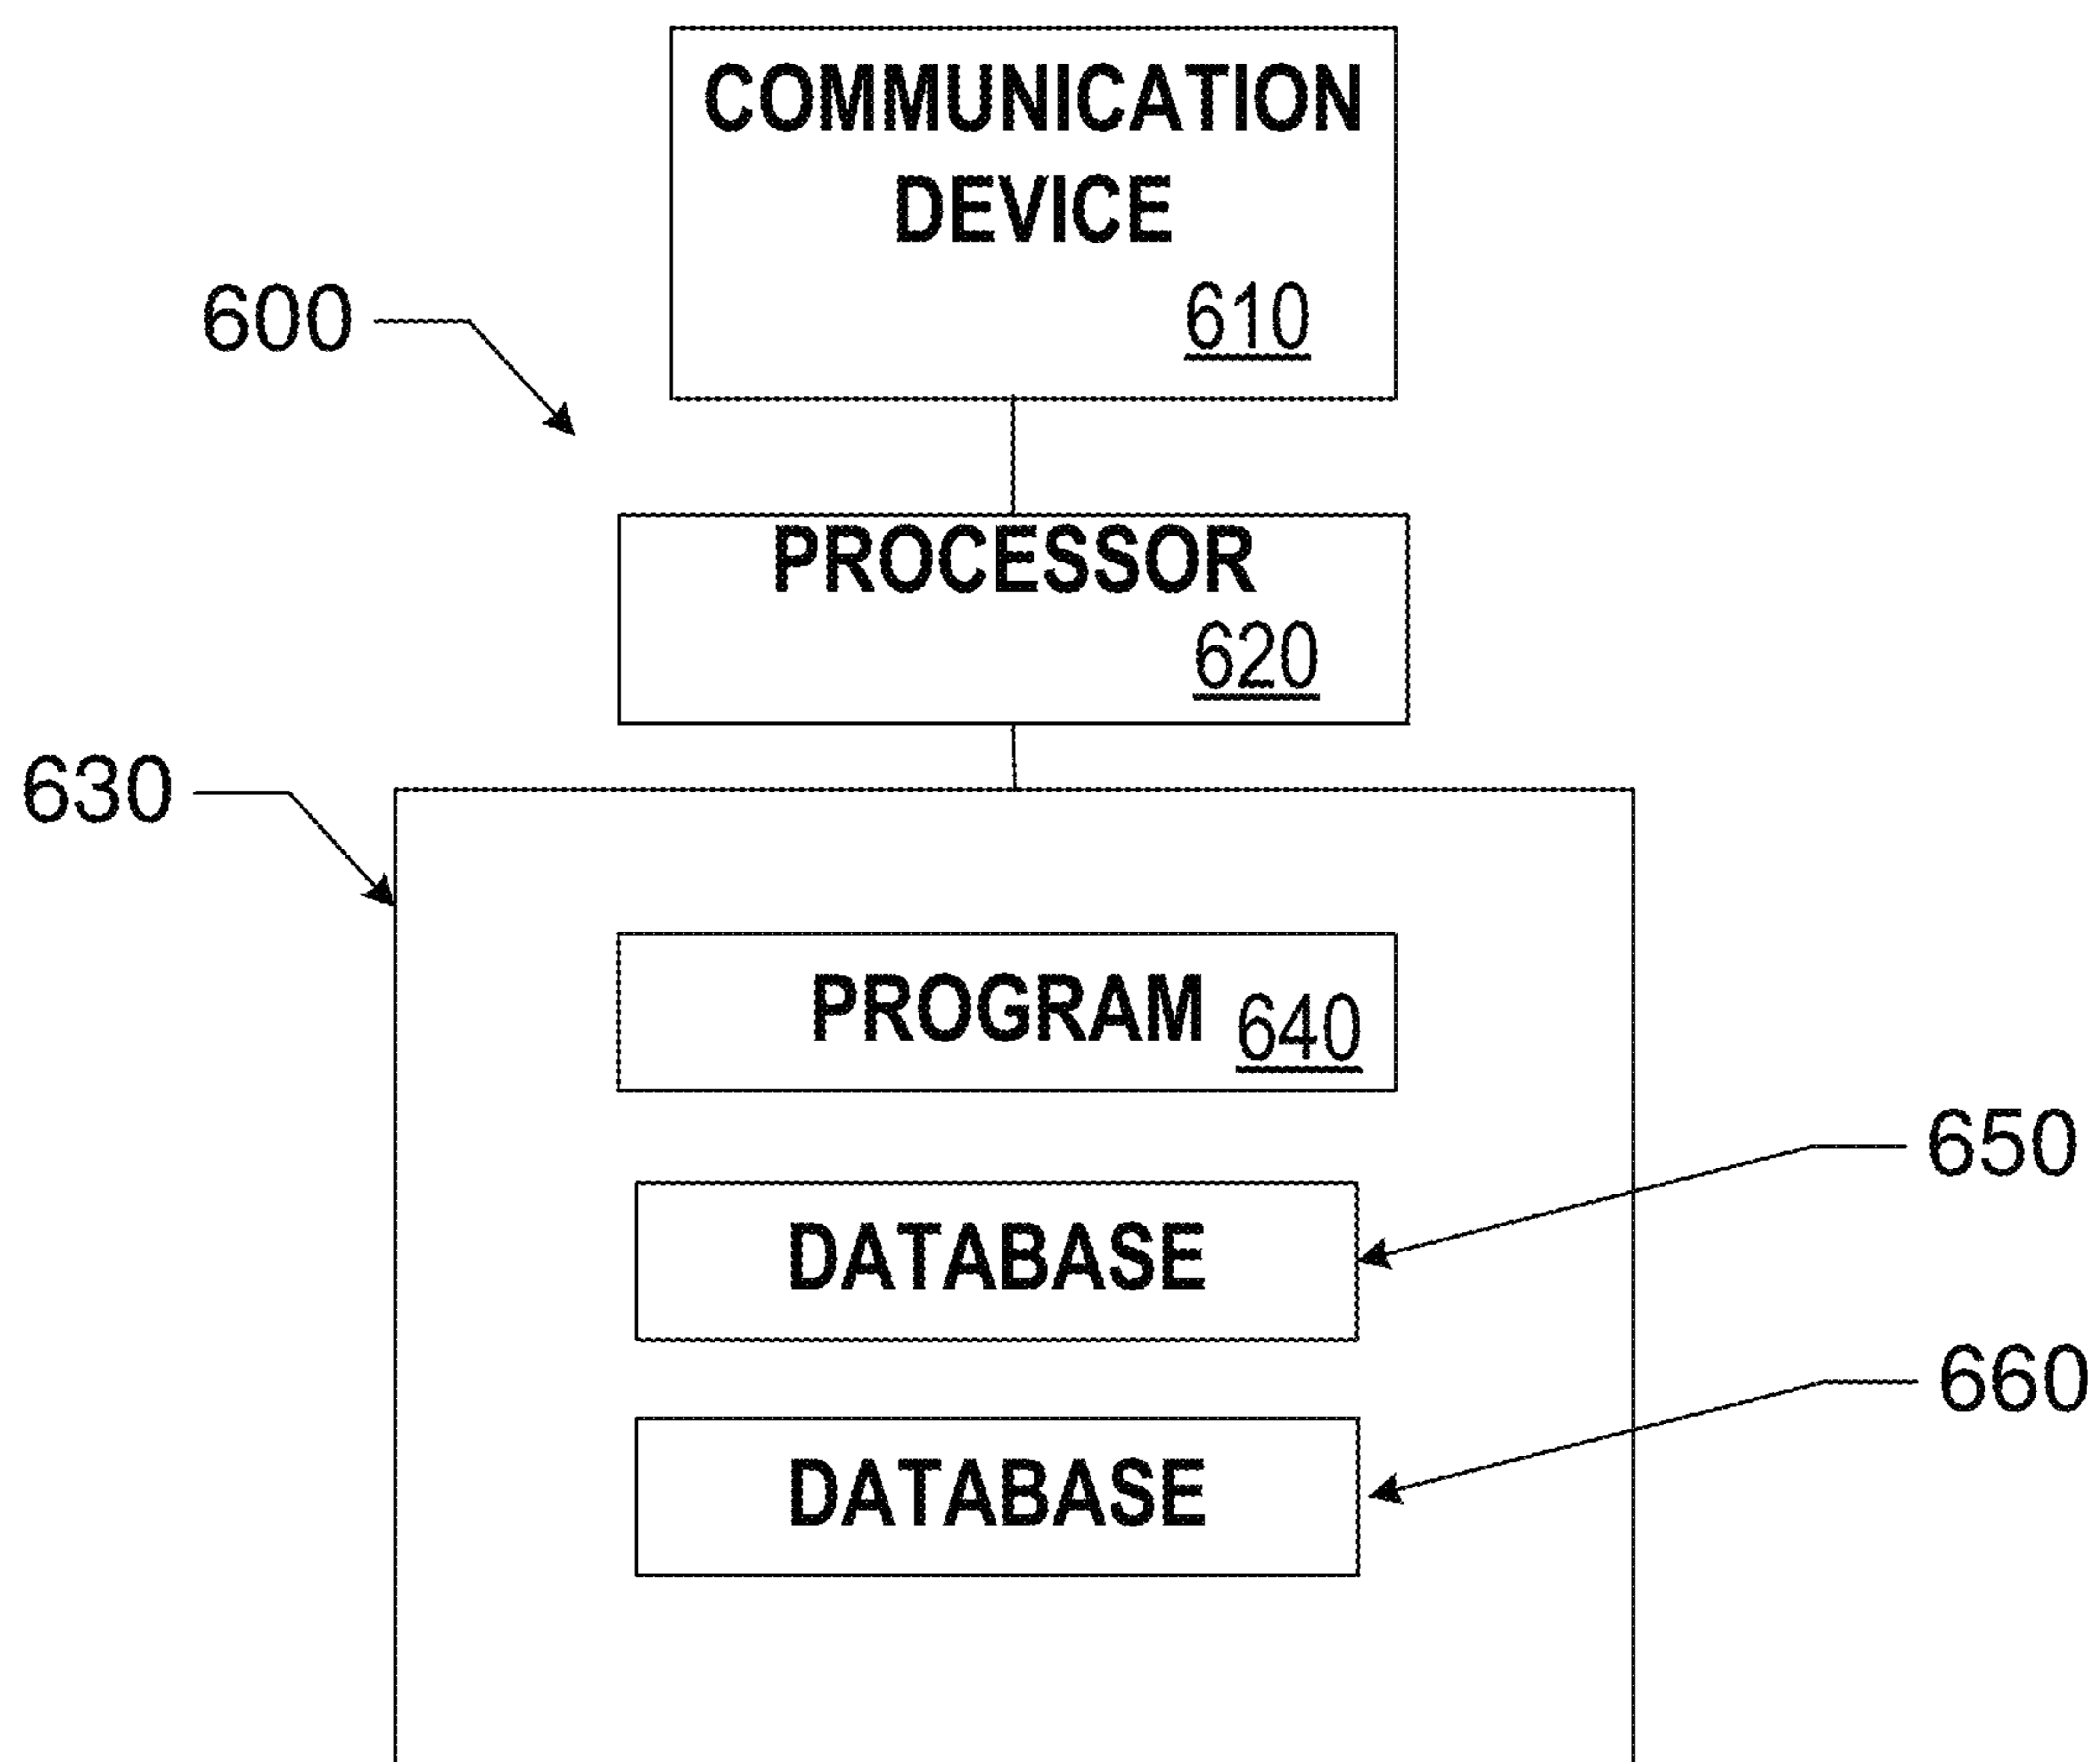 COMMUNICATION
DEVICE
610
600
PROCESSOR
620
630
PROGRAM 640
650
DATABASE
660
DATABASE